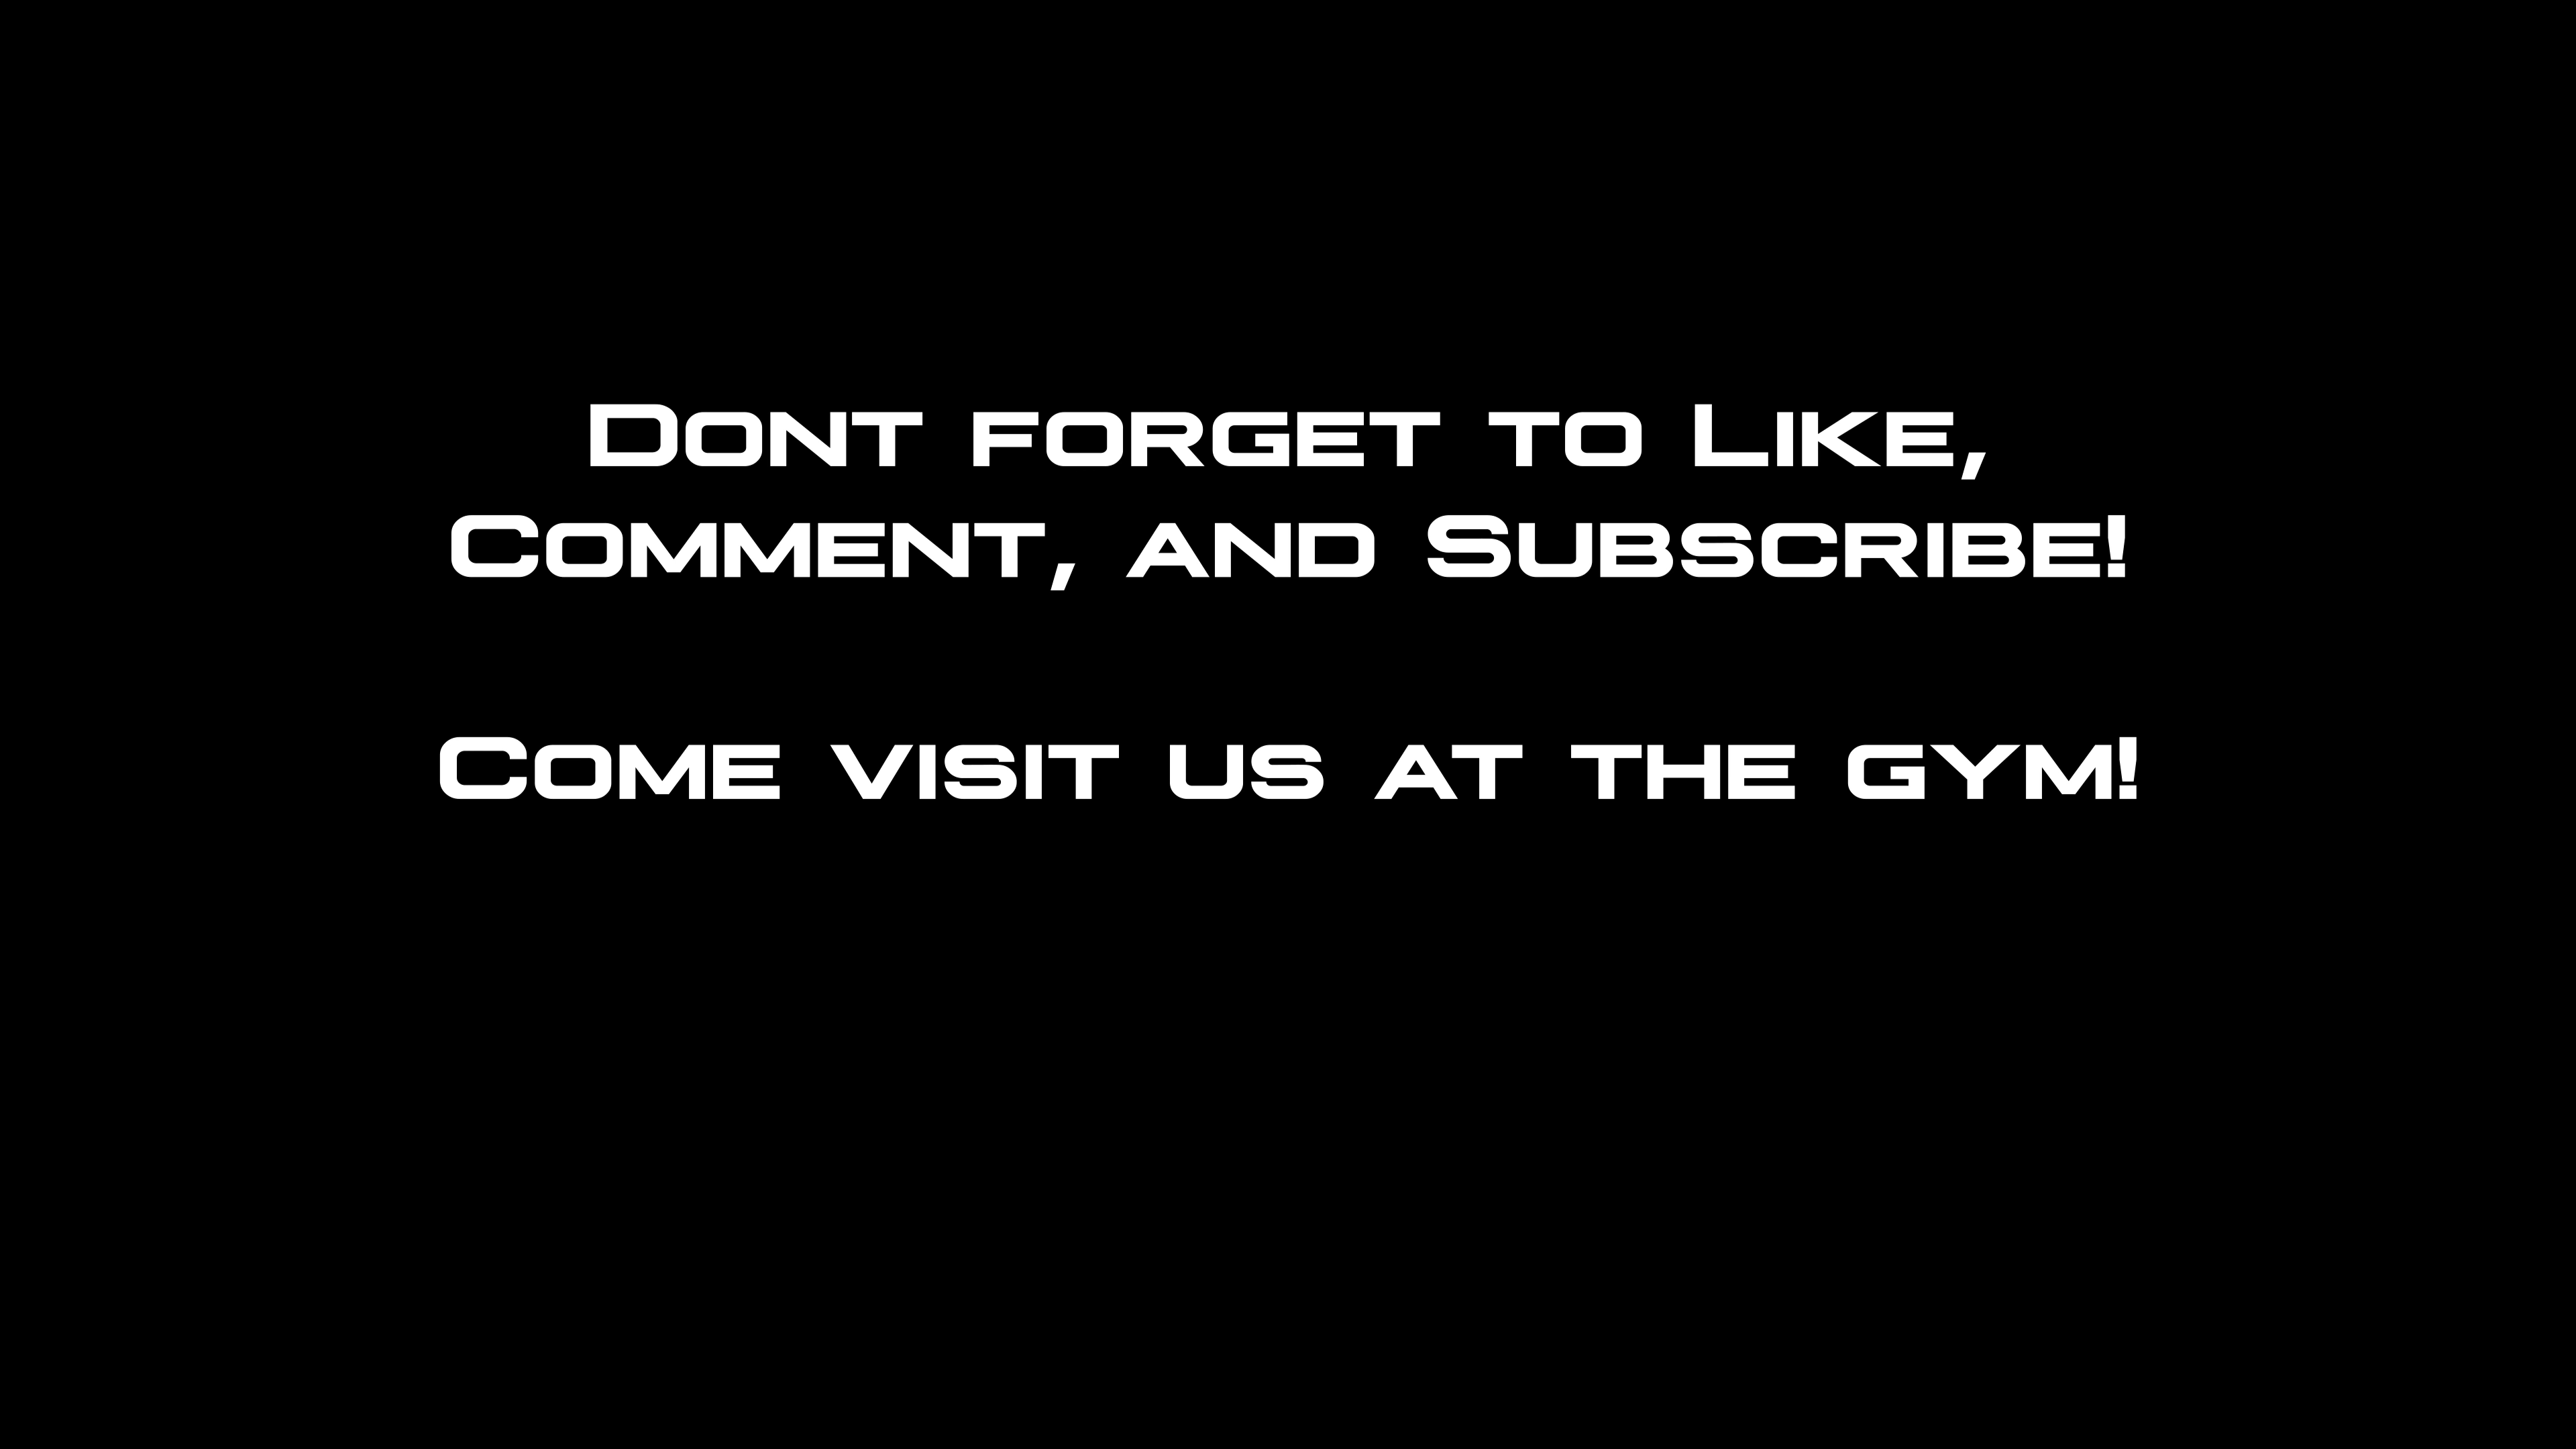 Dont forget to Like,
Comment, and Subscribe!
Come visit us at the gym!